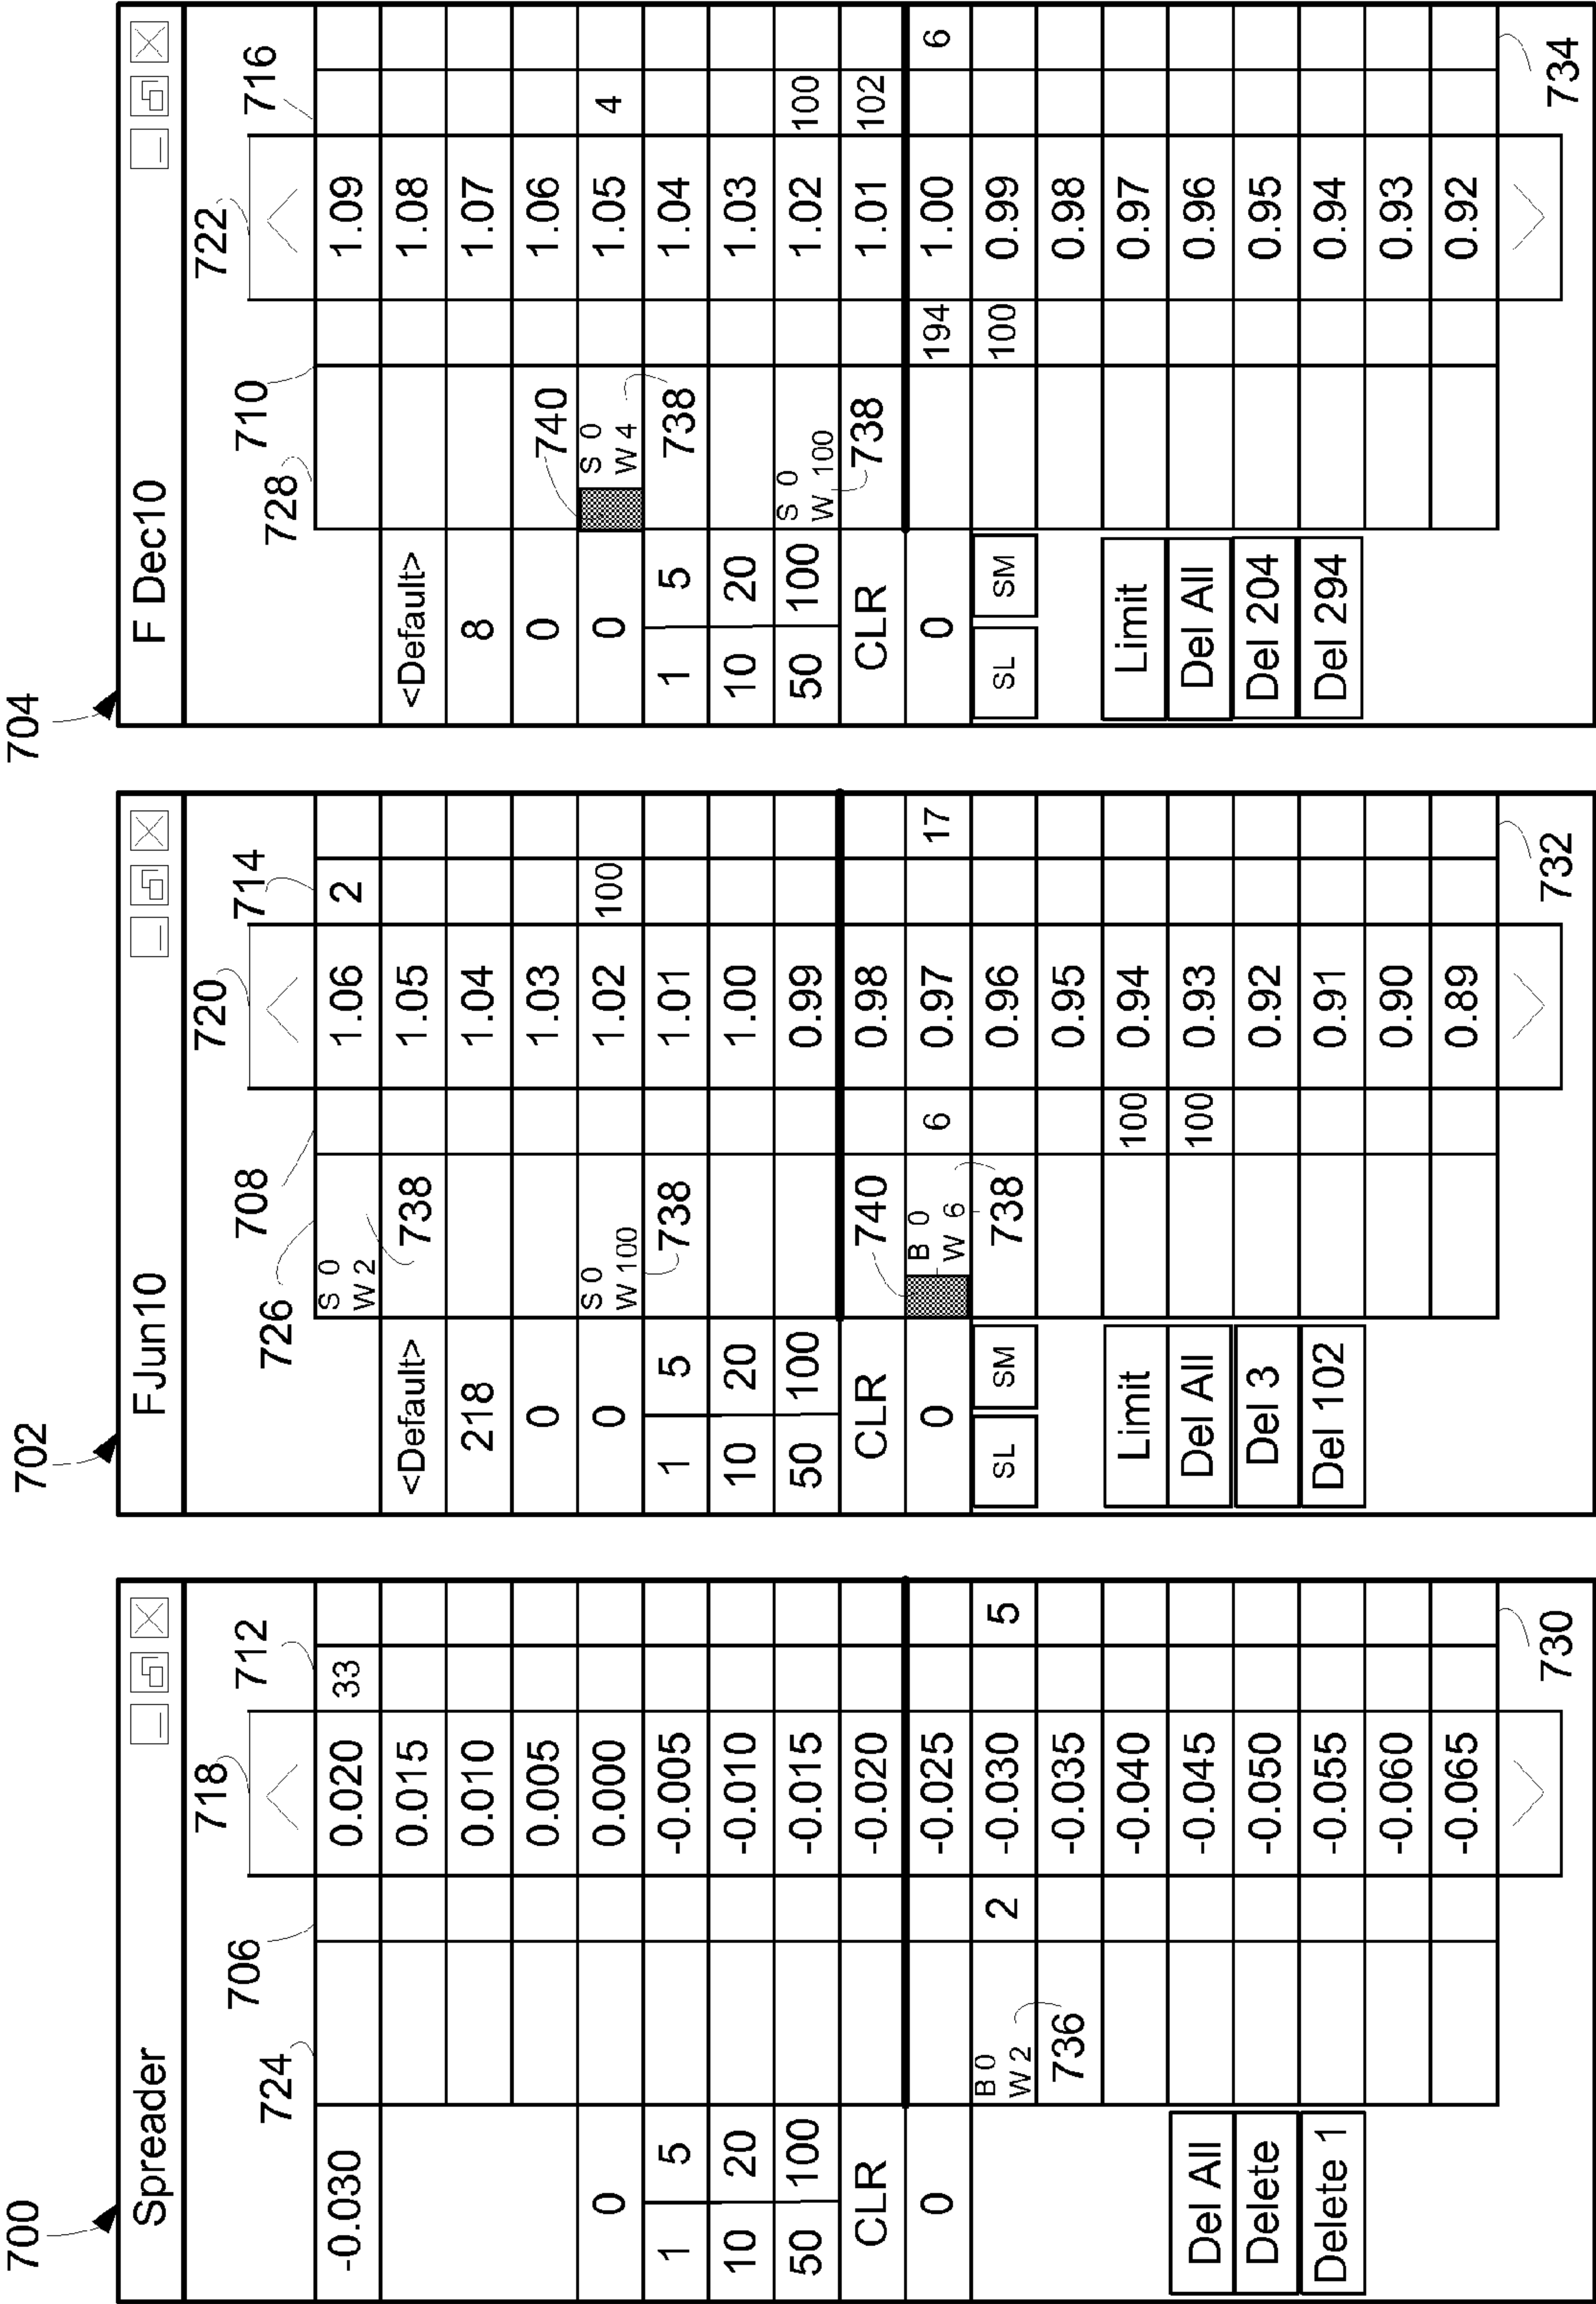 700
Spreader
718
724 706 712
-0.030 0.020 33
0.015
0.010
0.005
0 0.000
1 5 -0.005
10 20 -0.010
50 100 -0.015
CLR -0.020
0 -0.025
B 0
W 2 2 -0.030 5
736 -0.035
-0.040
Del All -0.045
Delete -0.050
Delete 1 -0.055
-0.060
-0.065
730
702
FJun10
720
726 708 714
S 0
W 2 1.06 2
<Default> 738 1.05
218 1.04
0 1.03
0 S 0
W 100 1.02 100
1 5 738 1.01
10 20 1.00
50 100 0.99
CLR 740 0.98
0 B 0
W 6 6 0.97 17
SL SM 738 0.96
0.95
Limit 100 0.94
Del All 100 0.93
Del 3 0.92
Del 102 0.91
0.90
0.89
732
704
F Dec10
722
728 710 716
1.09
<Default> 1.08
8 1.07
0 740 1.06
0 S 0
W 4 1.05 4
1 5 738 1.04
10 20 1.03
50 100 S 0
W 100 1.02 100
CLR 738 1.01 102
0 194 1.00 6
SL SM 100 0.99
0.98
Limit 0.97
Del All 0.96
Del 204 0.95
Del 294 0.94
0.93
0.92
734